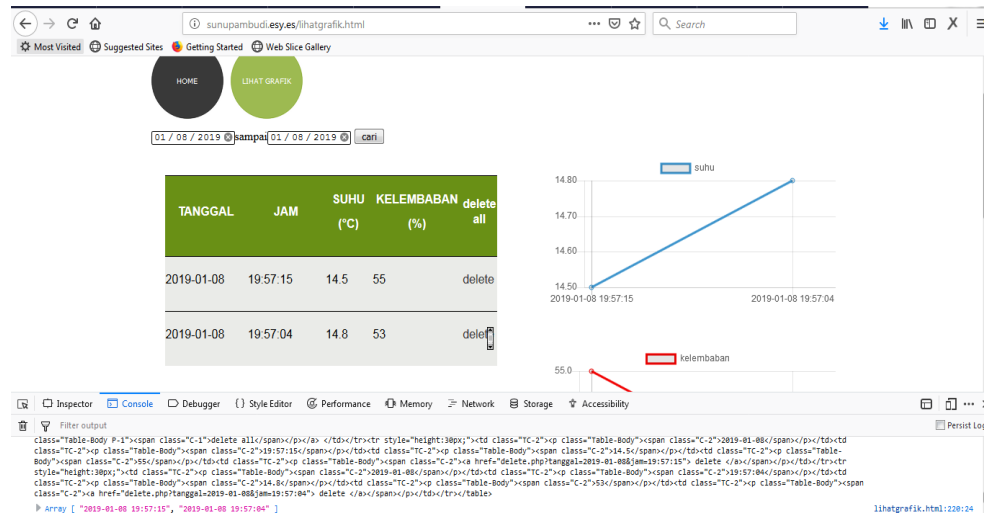 sunupambudi.esy.es/lihatgrafik.html
Search
Most Visited Suggested Sites Getting Started Web Slice Gallery
HOME LIHAT GRAFIK
01 / 08 / 2019 sampai 01 / 08 / 2019 cari
TANGGAL JAM SUHU (°C) KELEMBABAN (%) delete all
2019-01-08 19:57:15 14.5 55 delete
2019-01-08 19:57:04 14.8 53 delet
suhu
14.80
14.70
14.60
14.50
2019-01-08 19:57:15 2019-01-08 19:57:04
kelembaban
55.0
Inspector Console Debugger {} Style Editor Performance Memory Network Storage Accessibility
Filter output Persist Log
class="Table-Body P-1"><span class="C-1">delete all</span></p></a> </td></tr><tr style="height:30px;"><td class="TC-2"><p class="Table-Body"><span class="C-2">2019-01-08</span></p></td><td
class="TC-2"><p class="Table-Body"><span class="C-2">19:57:15</span></p></td><td class="TC-2"><p class="Table-Body"><span class="C-2">14.5</span></p></td><td class="TC-2"><p class="Table-
Body"><span class="C-2">55</span></p></td><td class="TC-2"><p class="Table-Body"><span class="C-2"><a href="delete.php?tanggal=2019-01-08&jam=19:57:15"> delete </a></span></p></td></tr><tr
style="height:30px;"><td class="TC-2"><p class="Table-Body"><span class="C-2">2019-01-08</span></p></td><td class="TC-2"><p class="Table-Body"><span class="C-2">19:57:04</span></p></td><td
class="TC-2"><p class="Table-Body"><span class="C-2">14.8</span></p></td><td class="TC-2"><p class="Table-Body"><span class="C-2">53</span></p></td><td class="TC-2"><p class="Table-Body"><span
class="C-2"><a href="delete.php?tanggal=2019-01-08&jam=19:57:04"> delete </a></span></p></td></tr></table>
Array [ "2019-01-08 19:57:15", "2019-01-08 19:57:04" ] lihatgrafik.html:220:24